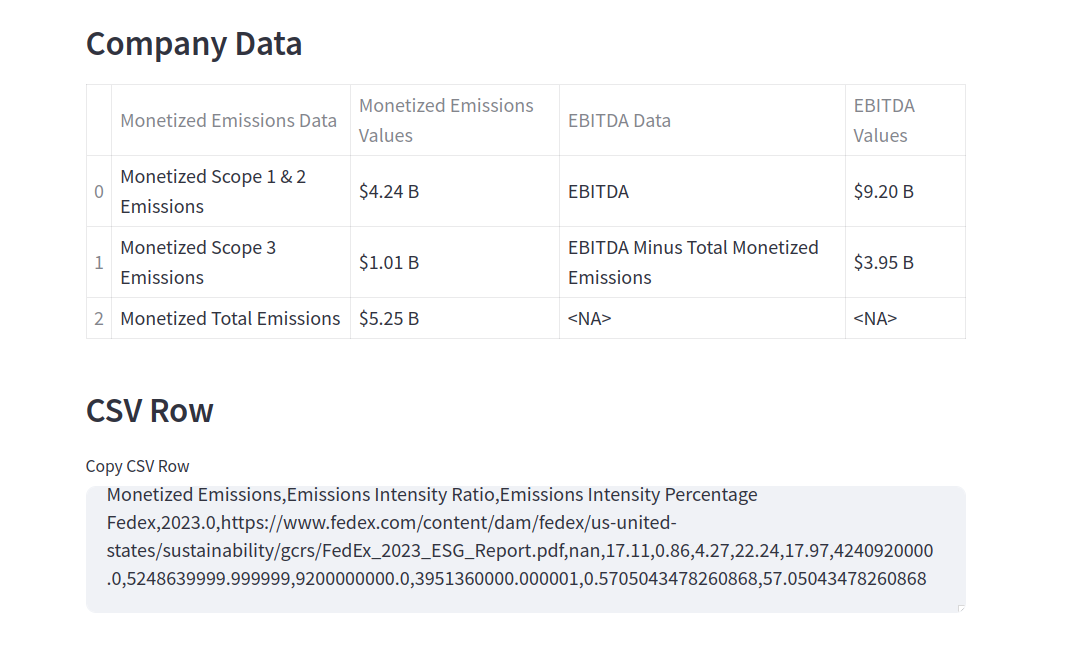 Company Data
Monetized Emissions Data
Monetized Emissions
Values
EBITDA Data
EBITDA
Values
0
Monetized Scope 1 & 2
Emissions
$4.24 B
EBITDA
$9.20 B
1
Monetized Scope 3
Emissions
$1.01 B
EBITDA Minus Total Monetized
Emissions
$3.95 B
2
Monetized Total Emissions
$5.25 B
<NA>
<NA>
CSV Row
Copy CSV Row
Monetized Emissions,Emissions Intensity Ratio,Emissions Intensity Percentage
Fedex,2023.0,https://www.fedex.com/content/dam/fedex/us-united-
states/sustainability/gcrs/FedEx_2023_ESG_Report.pdf,nan,17.11,0.86,4.27,22.24,17.97,4240920000
.0,5248639999.999999,9200000000.0,3951360000.000001,0.5705043478260868,57.05043478260868